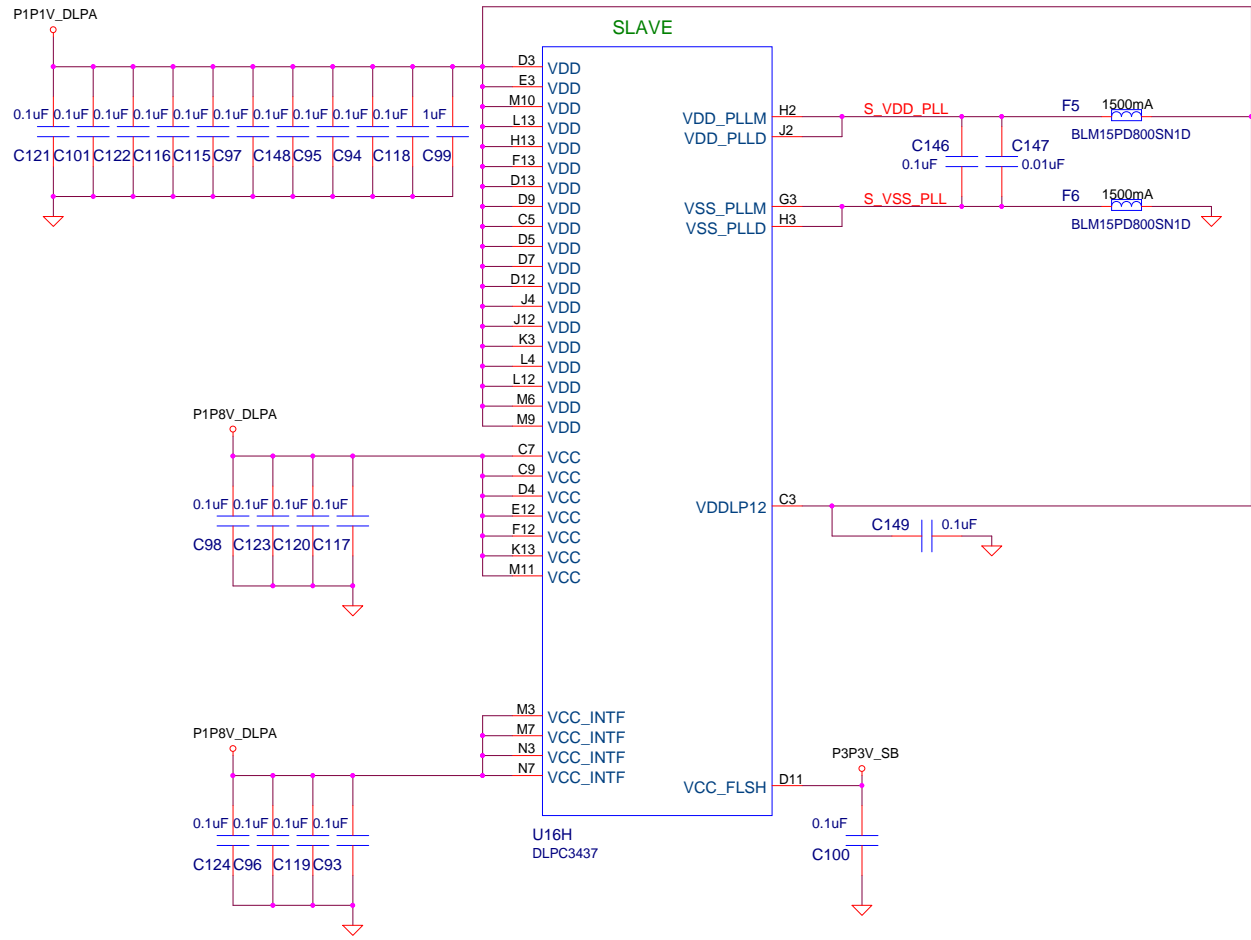 P1P1V_DLPA
SLAVE
0.1uF 0.1uF 0.1uF 0.1uF 0.1uF 0.1uF 0.1uF 0.1uF 0.1uF 0.1uF 1uF
C121 C101 C122 C116 C115 C97 C148 C95 C94 C118 C99
D3 VDD
E3 VDD
M10 VDD
L13 VDD
H13 VDD
F13 VDD
D13 VDD
D9 VDD
C5 VDD
D5 VDD
D7 VDD
D12 VDD
J4 VDD
J12 VDD
K3 VDD
L4 VDD
L12 VDD
M6 VDD
M9 VDD
VDD_PLLM H2 S_VDD_PLL F5 1500mA
VDD_PLLD J2 BLM15PD800SN1D
C146 C147
0.1uF 0.01uF
VSS_PLLM G3 S_VSS_PLL F6 1500mA
VSS_PLLD H3 BLM15PD800SN1D
P1P8V_DLPA
0.1uF 0.1uF 0.1uF 0.1uF
C98 C123 C120 C117
C7 VCC
C9 VCC
D4 VCC
E12 VCC
F12 VCC
K13 VCC
M11 VCC
VDDLP12 C3
C149 0.1uF
P1P8V_DLPA
0.1uF 0.1uF 0.1uF 0.1uF
C124 C96 C119 C93
M3 VCC_INTF
M7 VCC_INTF
N3 VCC_INTF
N7 VCC_INTF
P3P3V_SB
VCC_FLSH D11
0.1uF
C100
U16H
DLPC3437